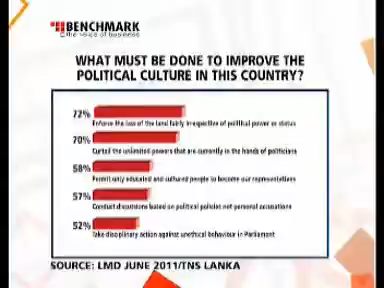 BENCHMARK
the voice of business
WHAT MUST BE DONE TO IMPROVE THE
POLITICAL CULTURE IN THIS COUNTRY?
72%
Enforce the law of the land fairly irrespective of political power or status
70%
Curtail the unlimited powers that are currently in the hands of politicians
58%
Permit only educated and cultured people to become our representatives
57%
Conduct discussions based on political policies not personal accusations
52%
Take disciplinary action against unethical behaviour in Parliament
SOURCE: LMD JUNE 2011/TNS LANKA